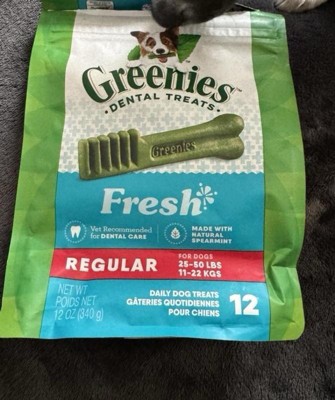 Greenies™
• DENTAL TREATS •
Greenies
Fresh
Vet Recommended
for DENTAL CARE
MADE WITH
NATURAL
SPEARMINT
REGULAR
FOR DOGS
25-50 LBS
11-22 KGS
NET WT
POIDS NET
12 OZ (340 g)
DAILY DOG TREATS
GÂTERIES QUOTIDIENNES
POUR CHIENS
12